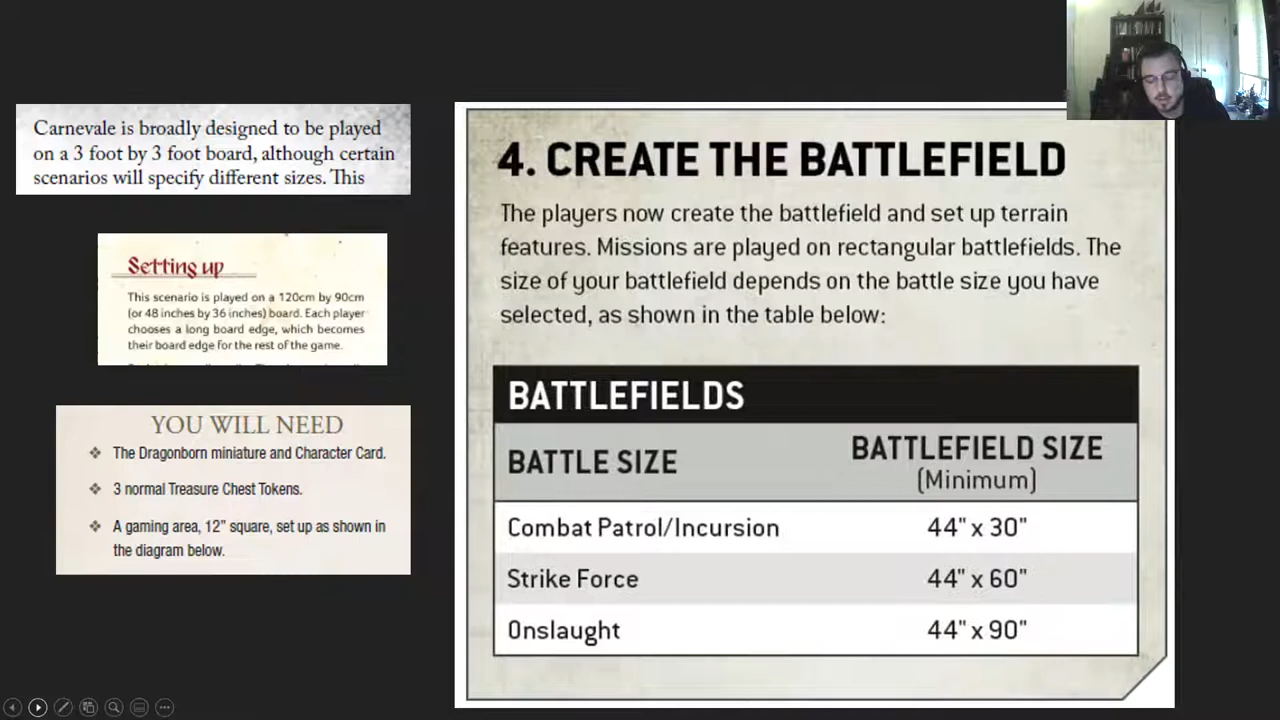 Carnevale is broadly designed to be played
on a 3 foot by 3 foot board, although certain
scenarios will specify different sizes. This
Setting up
This scenario is played on a 120cm by 90cm
(or 48 inches by 36 inches) board. Each player
chooses a long board edge, which becomes
their board edge for the rest of the game.
YOU WILL NEED
❖ The Dragonborn miniature and Character Card.
❖ 3 normal Treasure Chest Tokens.
❖ A gaming area, 12” square, set up as shown in
the diagram below.
4. CREATE THE BATTLEFIELD
The players now create the battlefield and set up terrain
features. Missions are played on rectangular battlefields. The
size of your battlefield depends on the battle size you have
selected, as shown in the table below:
BATTLEFIELDS
BATTLE SIZE BATTLEFIELD SIZE
(Minimum)
Combat Patrol/Incursion 44" x 30"
Strike Force 44" x 60"
Onslaught 44" x 90"